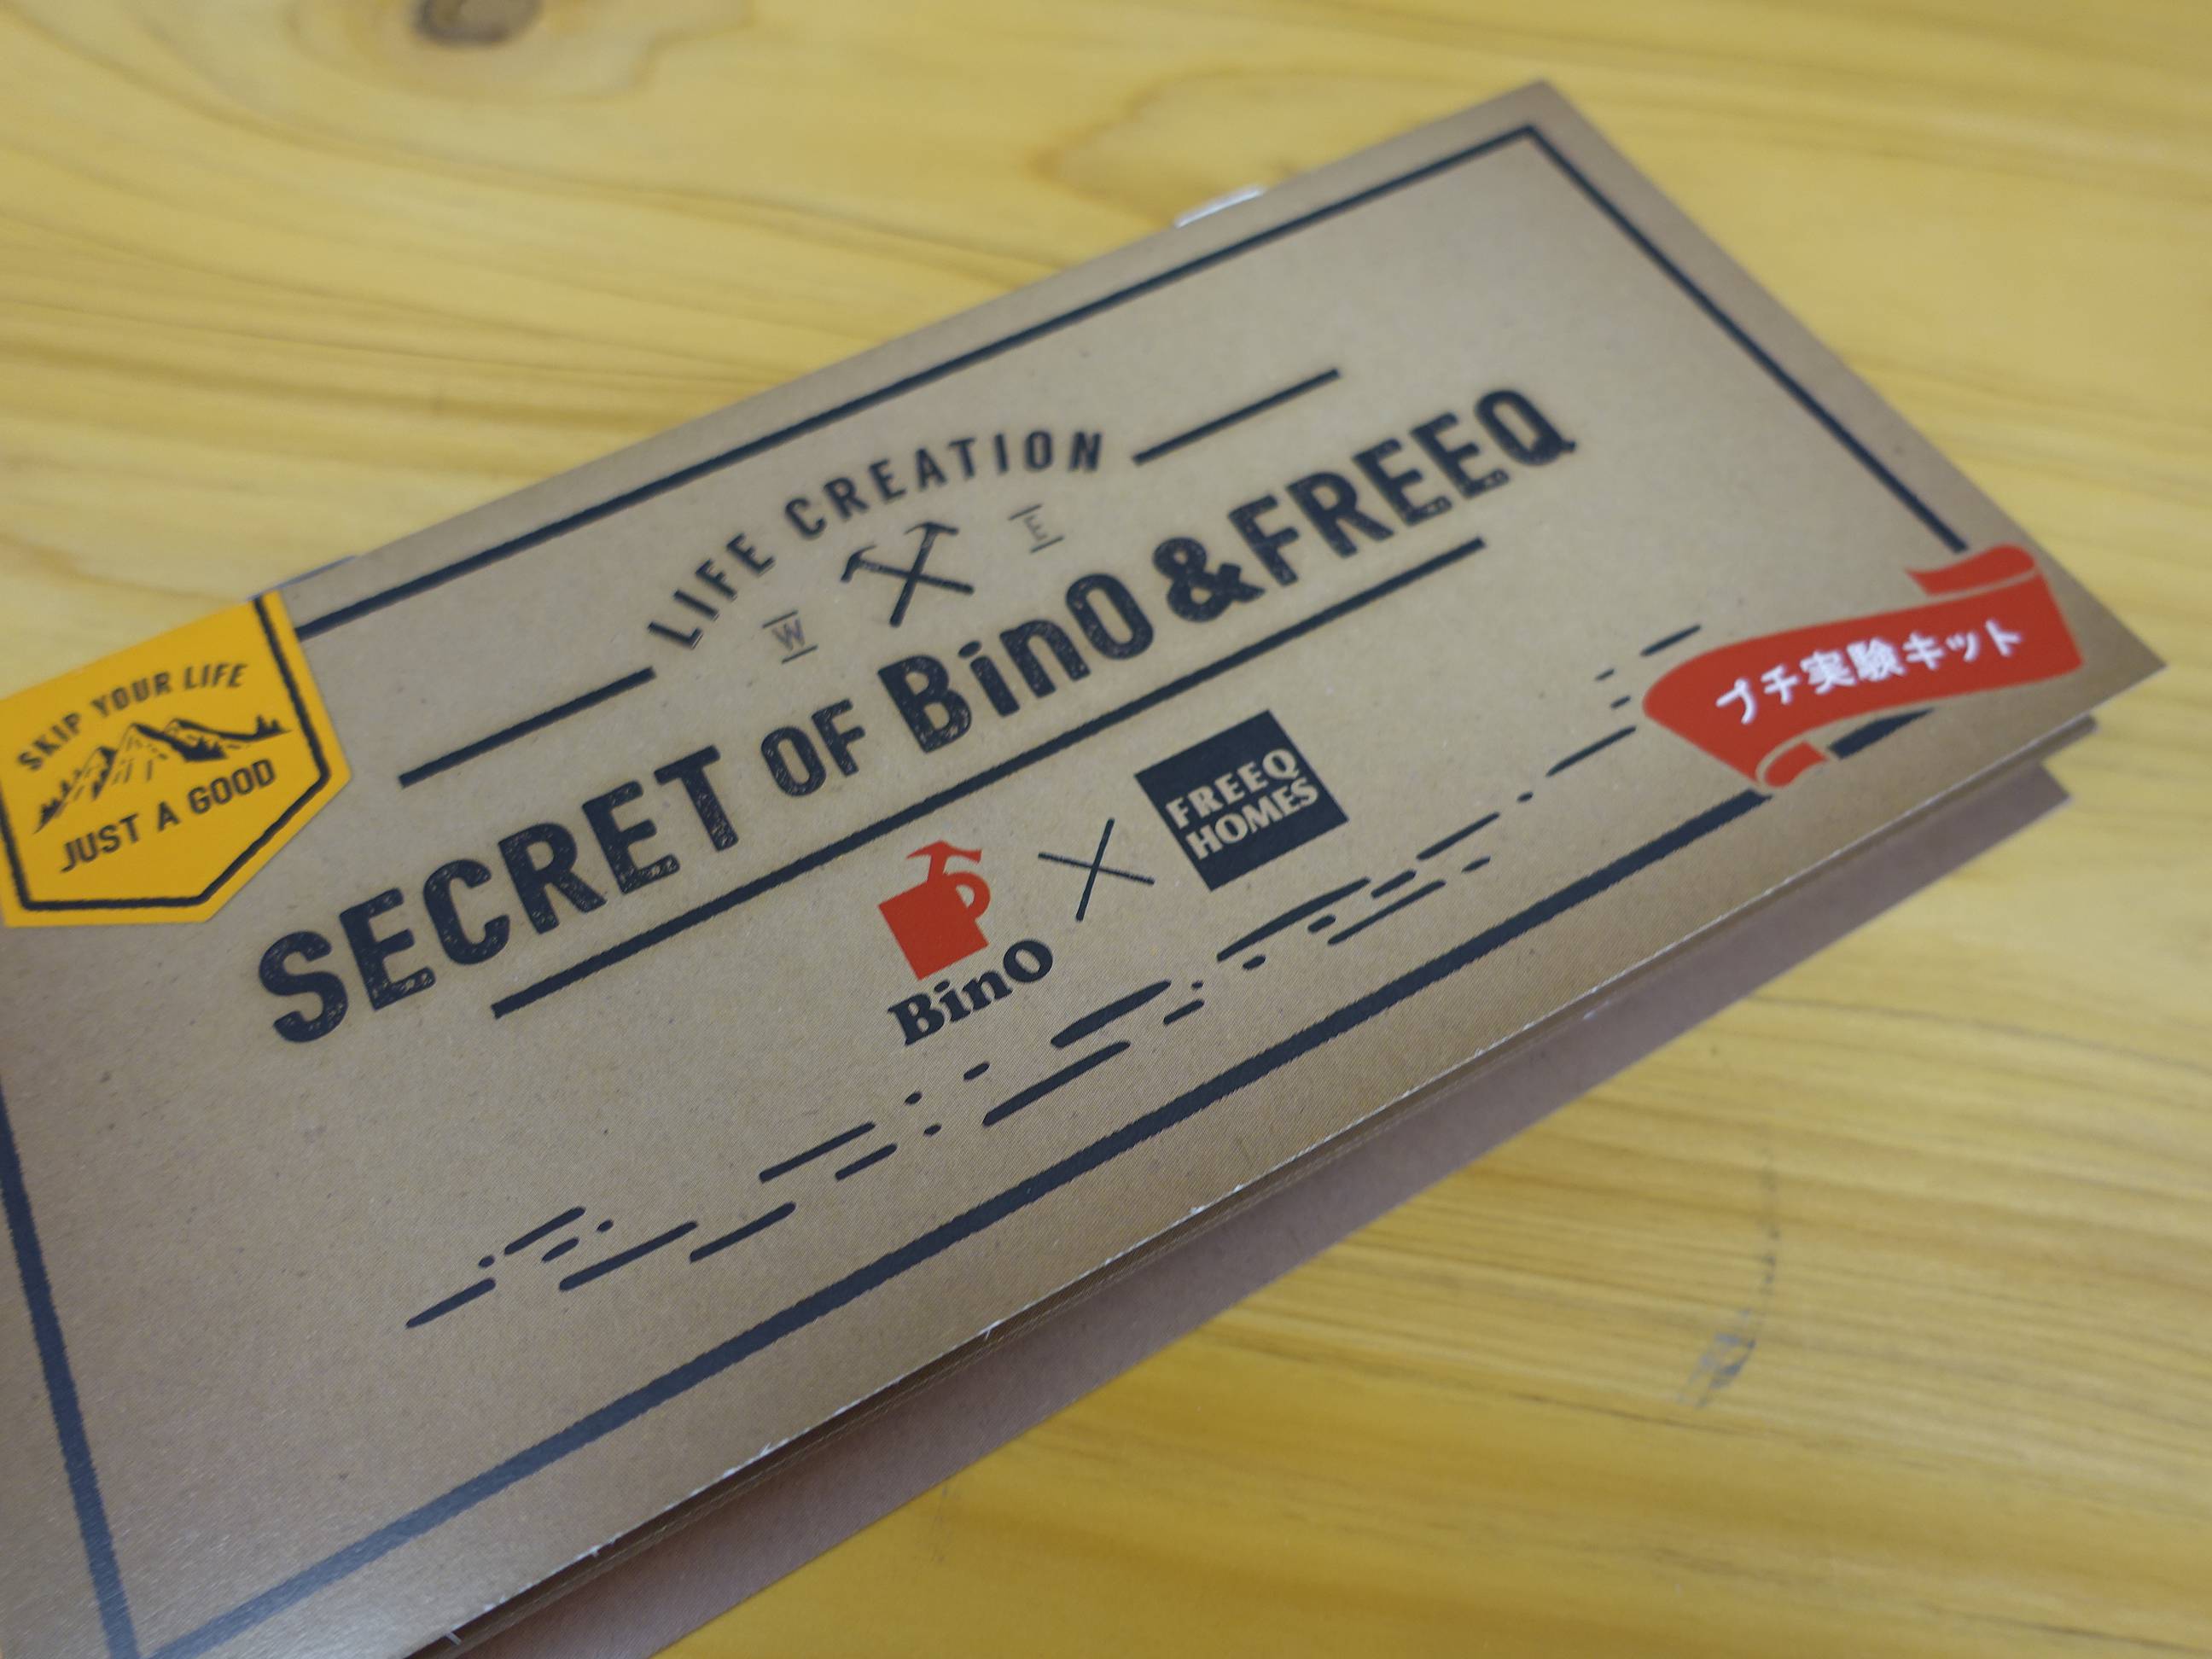 LIFE CREATION
W E
SECRET OF BinO & FREEQ
BinO
FREEQ
HOMES
SKIP YOUR LIFE
JUST A GOOD
プチ実験キット